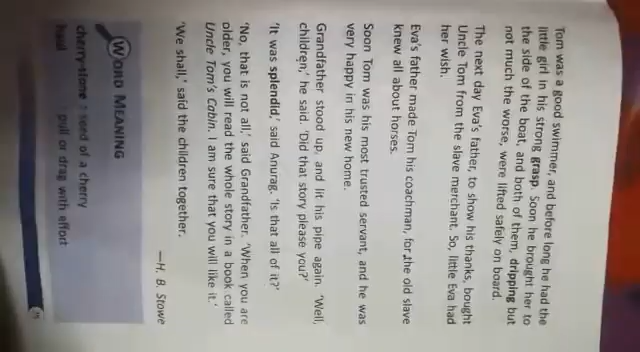 Tom was a good swimmer, and before long he had the
little girl in his strong grasp. Soon he brought her to
the side of the boat, and both of them, dripping but
not much the worse, were lifted safely on board.
The next day Eva's father, to show his thanks, bought
Uncle Tom from the slave merchant. So, little Eva had
her wish.
Eva's father made Tom his coachman, for the old slave
knew all about horses.
Soon Tom was his most trusted servant, and he was
very happy in his new home.
Grandfather stood up, and lit his pipe again. 'Well,
children,' he said. 'Did that story please you?'
'It was splendid,' said Anurag. 'Is that all of it?'
'No, that is not all,' said Grandfather. 'When you are
older, you will read the whole story in a book called
Uncle Tom's Cabin. I am sure that you will like it.'
'We shall,' said the children together.
—H. B. Stowe
WORD MEANING
cherry-stone : seed of a cherry
haul : pull or drag with effort